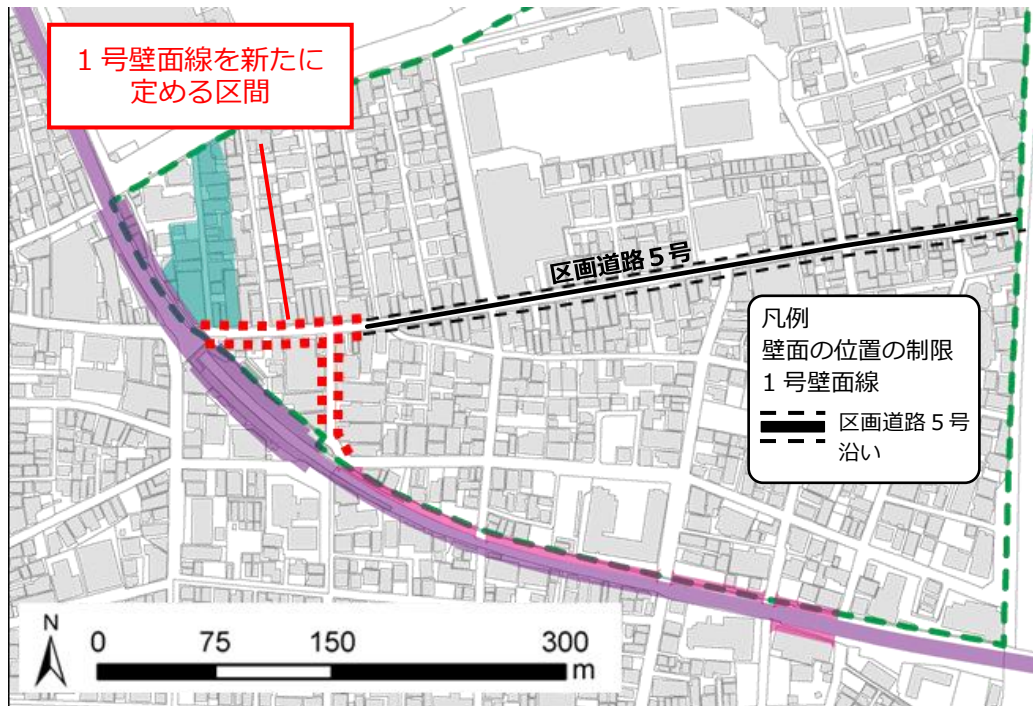 1号壁面線を新たに
定める区間
区画道路5号
凡例
壁面の位置の制限
1号壁面線
区画道路5号
沿い
N
0 75 150 300
m